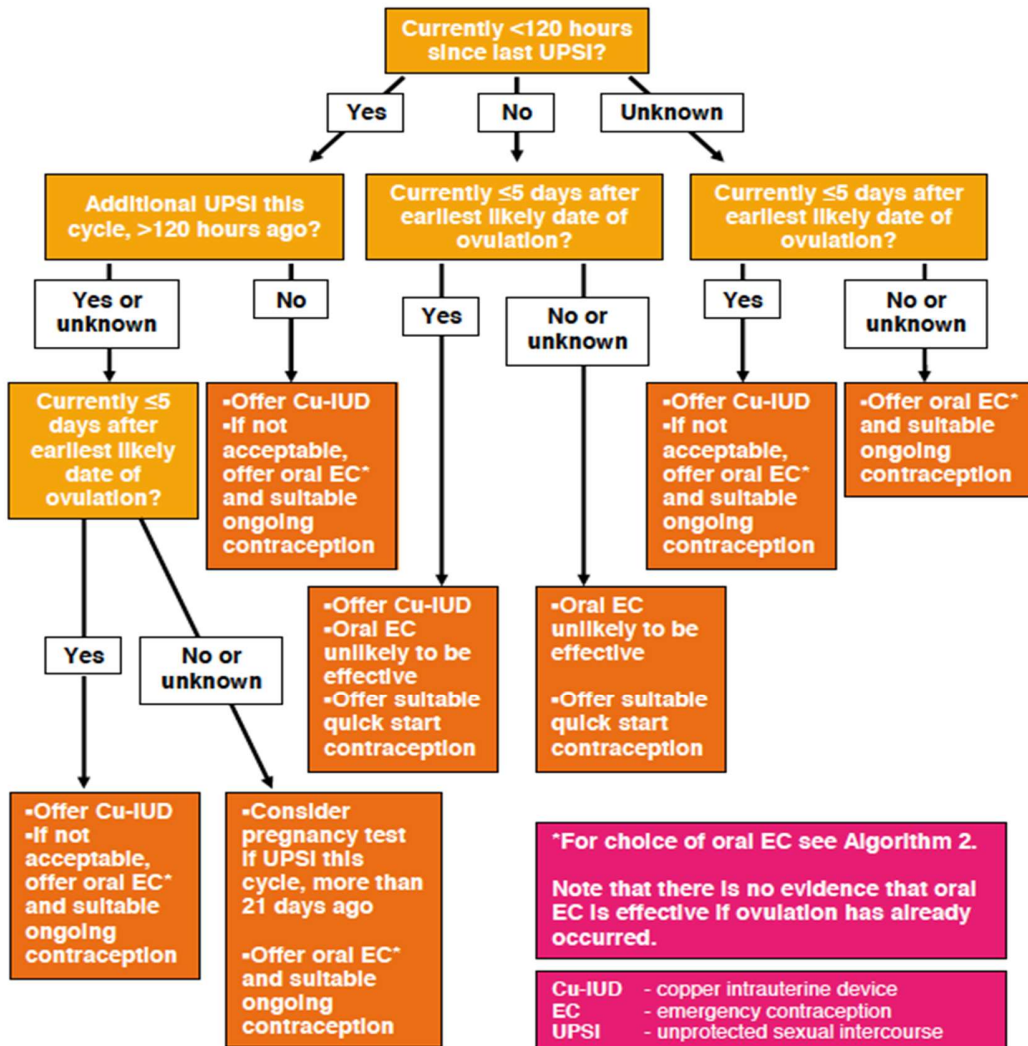 Currently <120 hours
since last UPSI?
Yes
No
Unknown
Additional UPSI this
cycle, >120 hours ago?
Currently ≤5 days after
earliest likely date of
ovulation?
Currently ≤5 days after
earliest likely date of
ovulation?
Yes or
unknown
No
Yes
No or
unknown
Yes
No or
unknown
Currently ≤5
days after
earliest likely
date of
ovulation?
▪Offer Cu-IUD
▪If not
acceptable,
offer oral EC*
and suitable
ongoing
contraception
▪Offer Cu-IUD
▪If not
acceptable,
offer oral EC*
and suitable
ongoing
contraception
▪Offer oral EC*
and suitable
ongoing
contraception
▪Offer Cu-IUD
▪Oral EC
unlikely to be
effective
▪Offer suitable
quick start
contraception
▪Oral EC
unlikely to be
effective
▪Offer suitable
quick start
contraception
Yes
No or
unknown
▪Offer Cu-IUD
▪If not
acceptable,
offer oral EC*
and suitable
ongoing
contraception
▪Consider
pregnancy test
if UPSI this
cycle, more than
21 days ago
▪Offer oral EC*
and suitable
ongoing
contraception
*For choice of oral EC see Algorithm 2.
Note that there is no evidence that oral
EC is effective if ovulation has already
occurred.
Cu-IUD - copper intrauterine device
EC - emergency contraception
UPSI - unprotected sexual intercourse